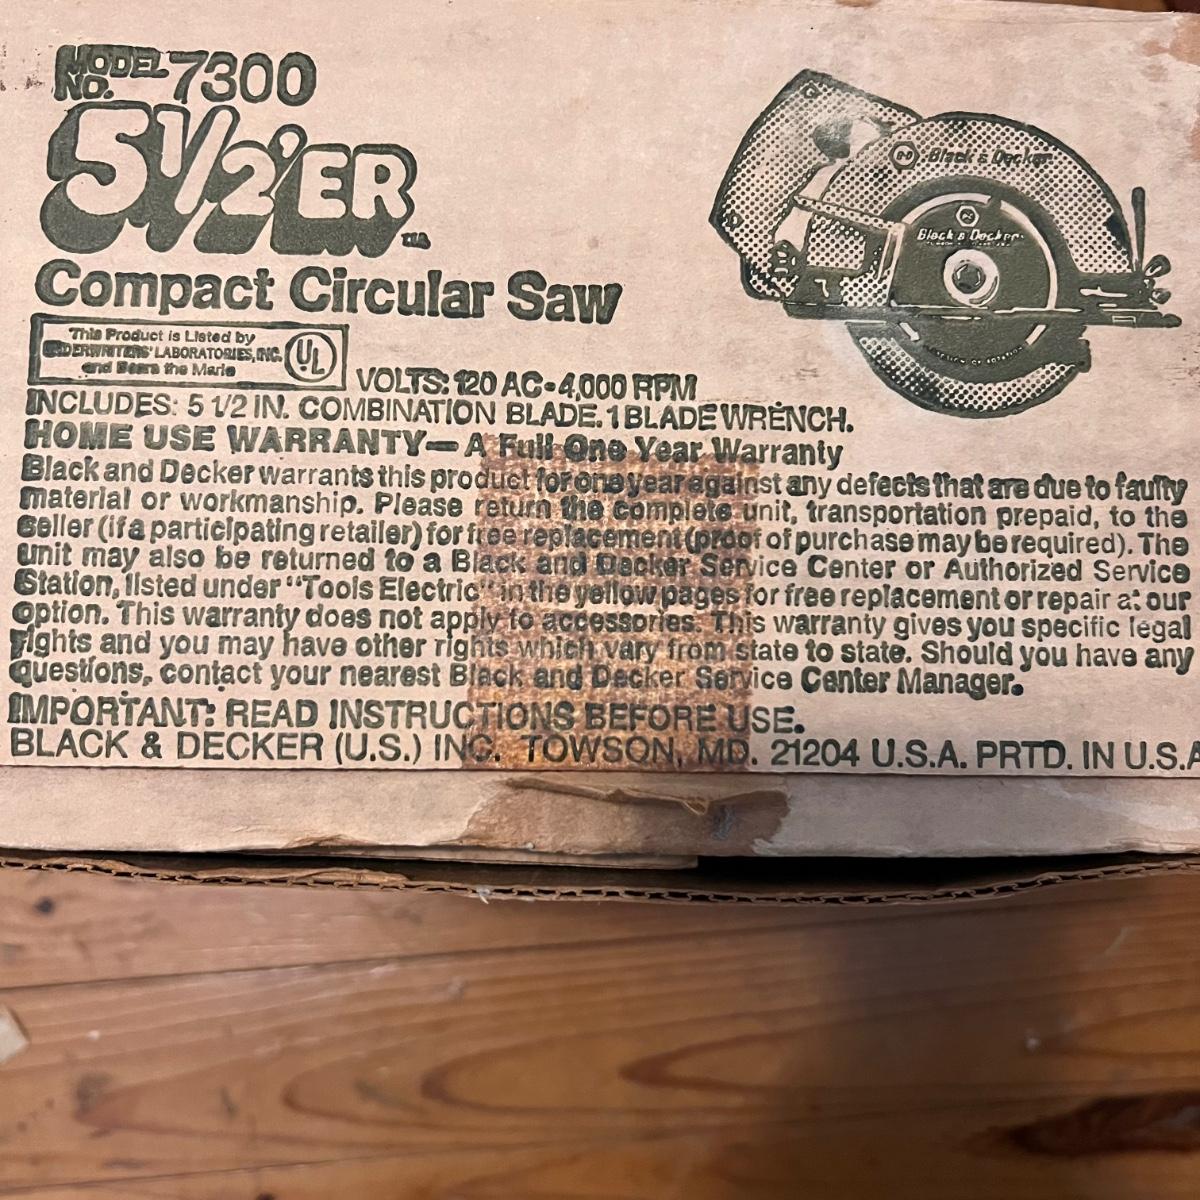 MODEL NO. 7300
5 1/2'ER TM
Compact Circular Saw
This Product is Listed by
UNDERWRITERS' LABORATORIES, INC.
and Bears the Mark
UL
VOLTS: 120 AC-4,000 RPM
INCLUDES: 5 1/2 IN. COMBINATION BLADE. 1 BLADE WRENCH.
HOME USE WARRANTY— A Full One Year Warranty
Black and Decker warrants this product for one year against any defects that are due to faulty
material or workmanship. Please return the complete unit, transportation prepaid, to the
seller (if a participating retailer) for free replacement (proof of purchase may be required). The
unit may also be returned to a Black and Decker Service Center or Authorized Service
Station, listed under "Tools Electric" in the yellow pages for free replacement or repair at our
option. This warranty does not apply to accessories. This warranty gives you specific legal
rights and you may have other rights which vary from state to state. Should you have any
questions, contact your nearest Black and Decker Service Center Manager.
IMPORTANT: READ INSTRUCTIONS BEFORE USE.
BLACK & DECKER (U.S.) INC. TOWSON, MD. 21204 U.S.A. PRTD. IN U.S.A
Black & Decker
Black & Decker